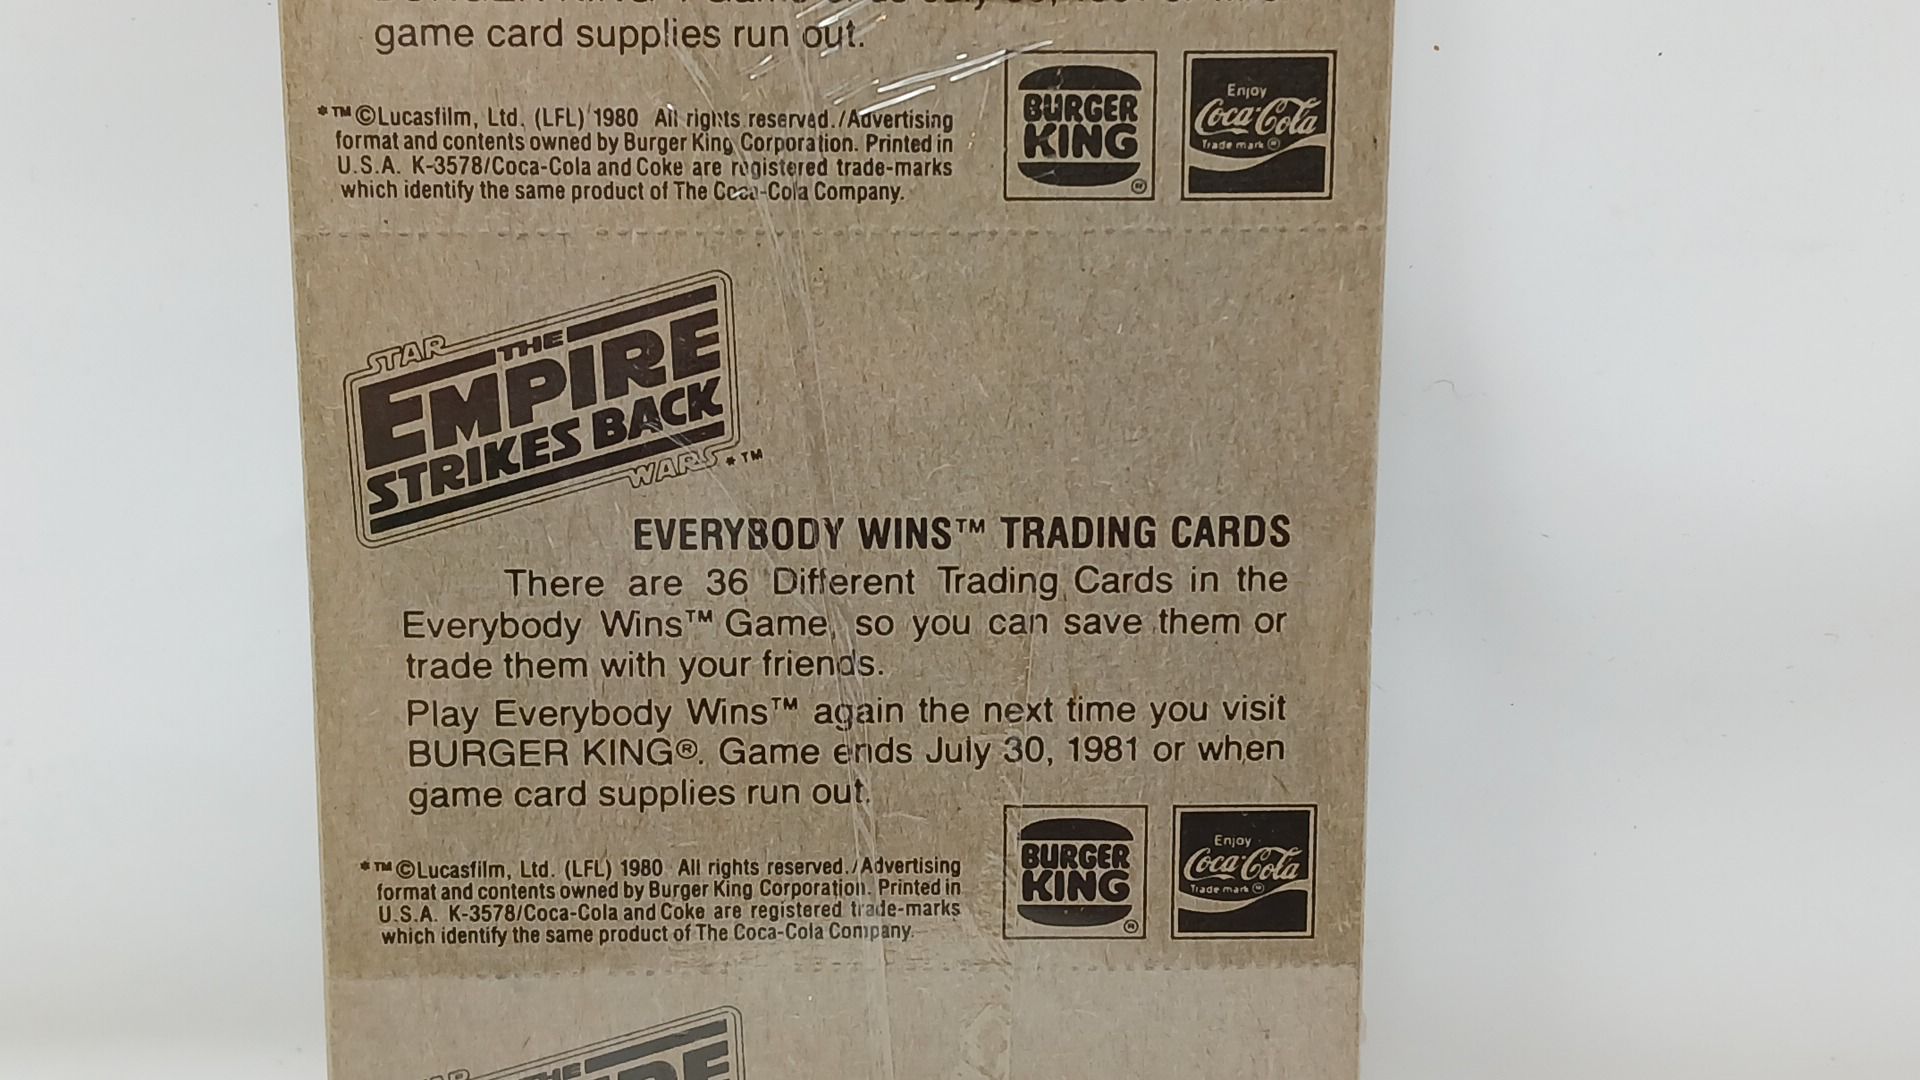 game card supplies run out.
*™©Lucasfilm, Ltd. (LFL) 1980 All rights reserved./Advertising
format and contents owned by Burger King Corporation. Printed in
U.S.A. K-3578/Coca-Cola and Coke are registered trade-marks
which identify the same product of The Coca-Cola Company.
BURGER
KING
®
Enjoy
Coca-Cola
Trade mark ®
STAR
THE
EMPIRE
STRIKES BACK
WARS*™
EVERYBODY WINS™ TRADING CARDS
There are 36 Different Trading Cards in the
Everybody Wins™ Game, so you can save them or
trade them with your friends.
Play Everybody Wins™ again the next time you visit
BURGER KING®. Game ends July 30, 1981 or when
game card supplies run out.
*™©Lucasfilm, Ltd. (LFL) 1980 All rights reserved./Advertising
format and contents owned by Burger King Corporation. Printed in
U.S.A. K-3578/Coca-Cola and Coke are registered trade-marks
which identify the same product of The Coca-Cola Company.
BURGER
KING
®
Enjoy
Coca-Cola
Trade mark ®